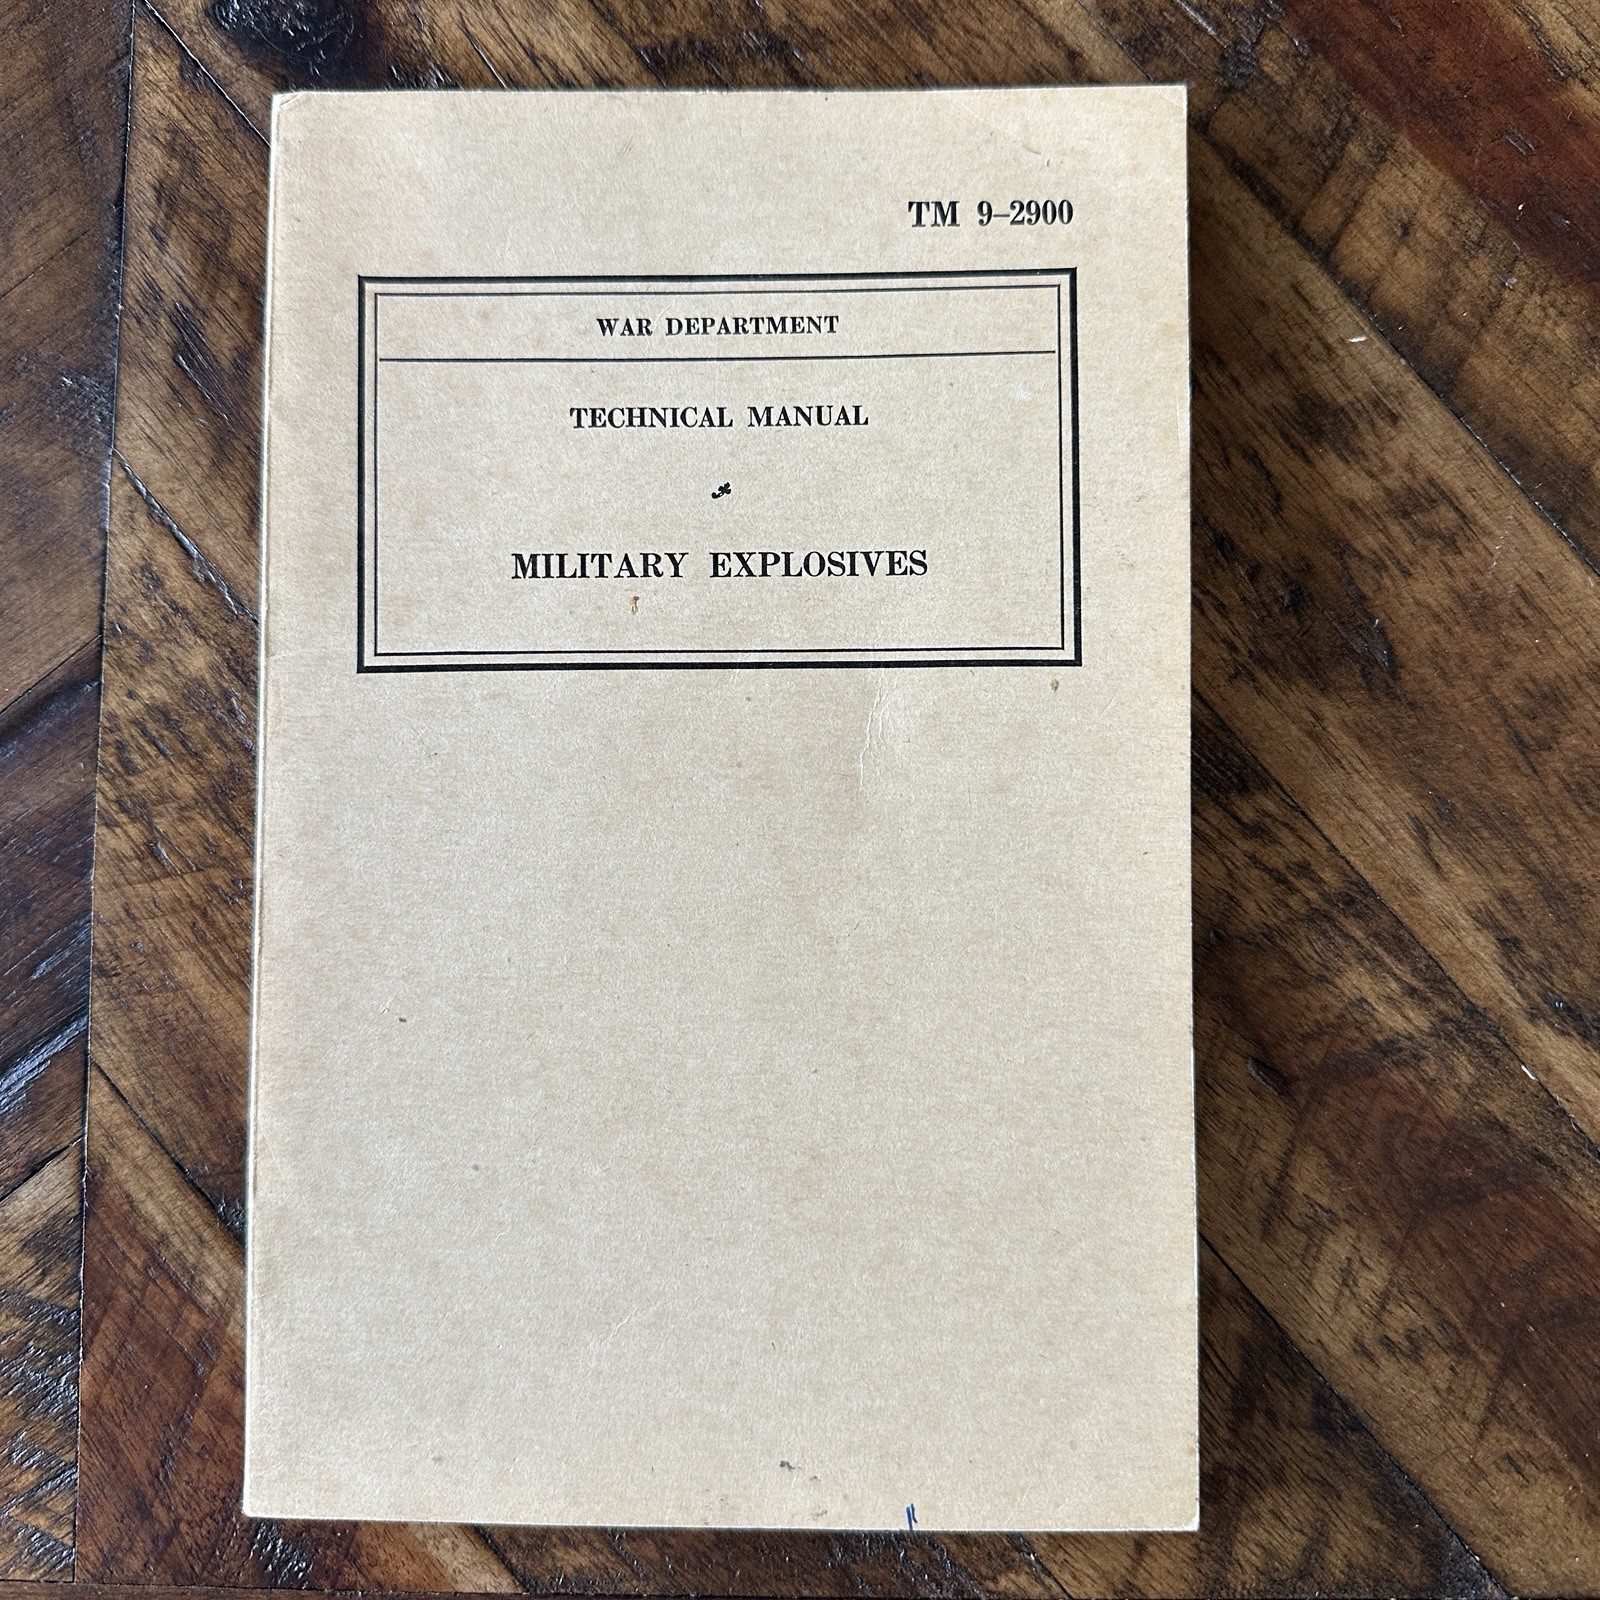 TM 9–2900
WAR DEPARTMENT
TECHNICAL MANUAL
MILITARY EXPLOSIVES